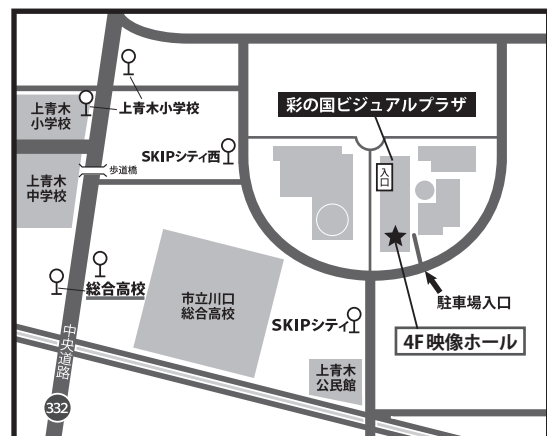 上青木小学校
上青木
小学校
彩の国ビジュアルプラザ
SKIPシティ西
歩道橋
上青木
中学校
入口
総合高校
市立川口
総合高校
駐車場入口
SKIPシティ
4F映像ホール
中央道路
上青木
公民館
332